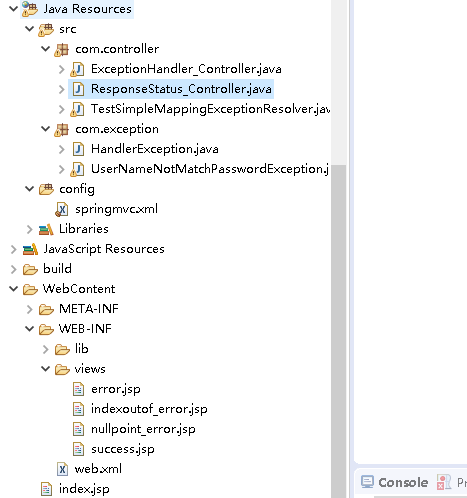 Java Resources
src
com.controller
ExceptionHandler_Controller.java
ResponseStatus_Controller.java
TestSimpleMappingExceptionResolver.jav
com.exception
HandlerException.java
UserNameNotMatchPasswordException.j
config
springmvc.xml
Libraries
JavaScript Resources
build
WebContent
META-INF
WEB-INF
lib
views
error.jsp
indexoutof_error.jsp
nullpoint_error.jsp
success.jsp
web.xml
index.jsp
Console Pr